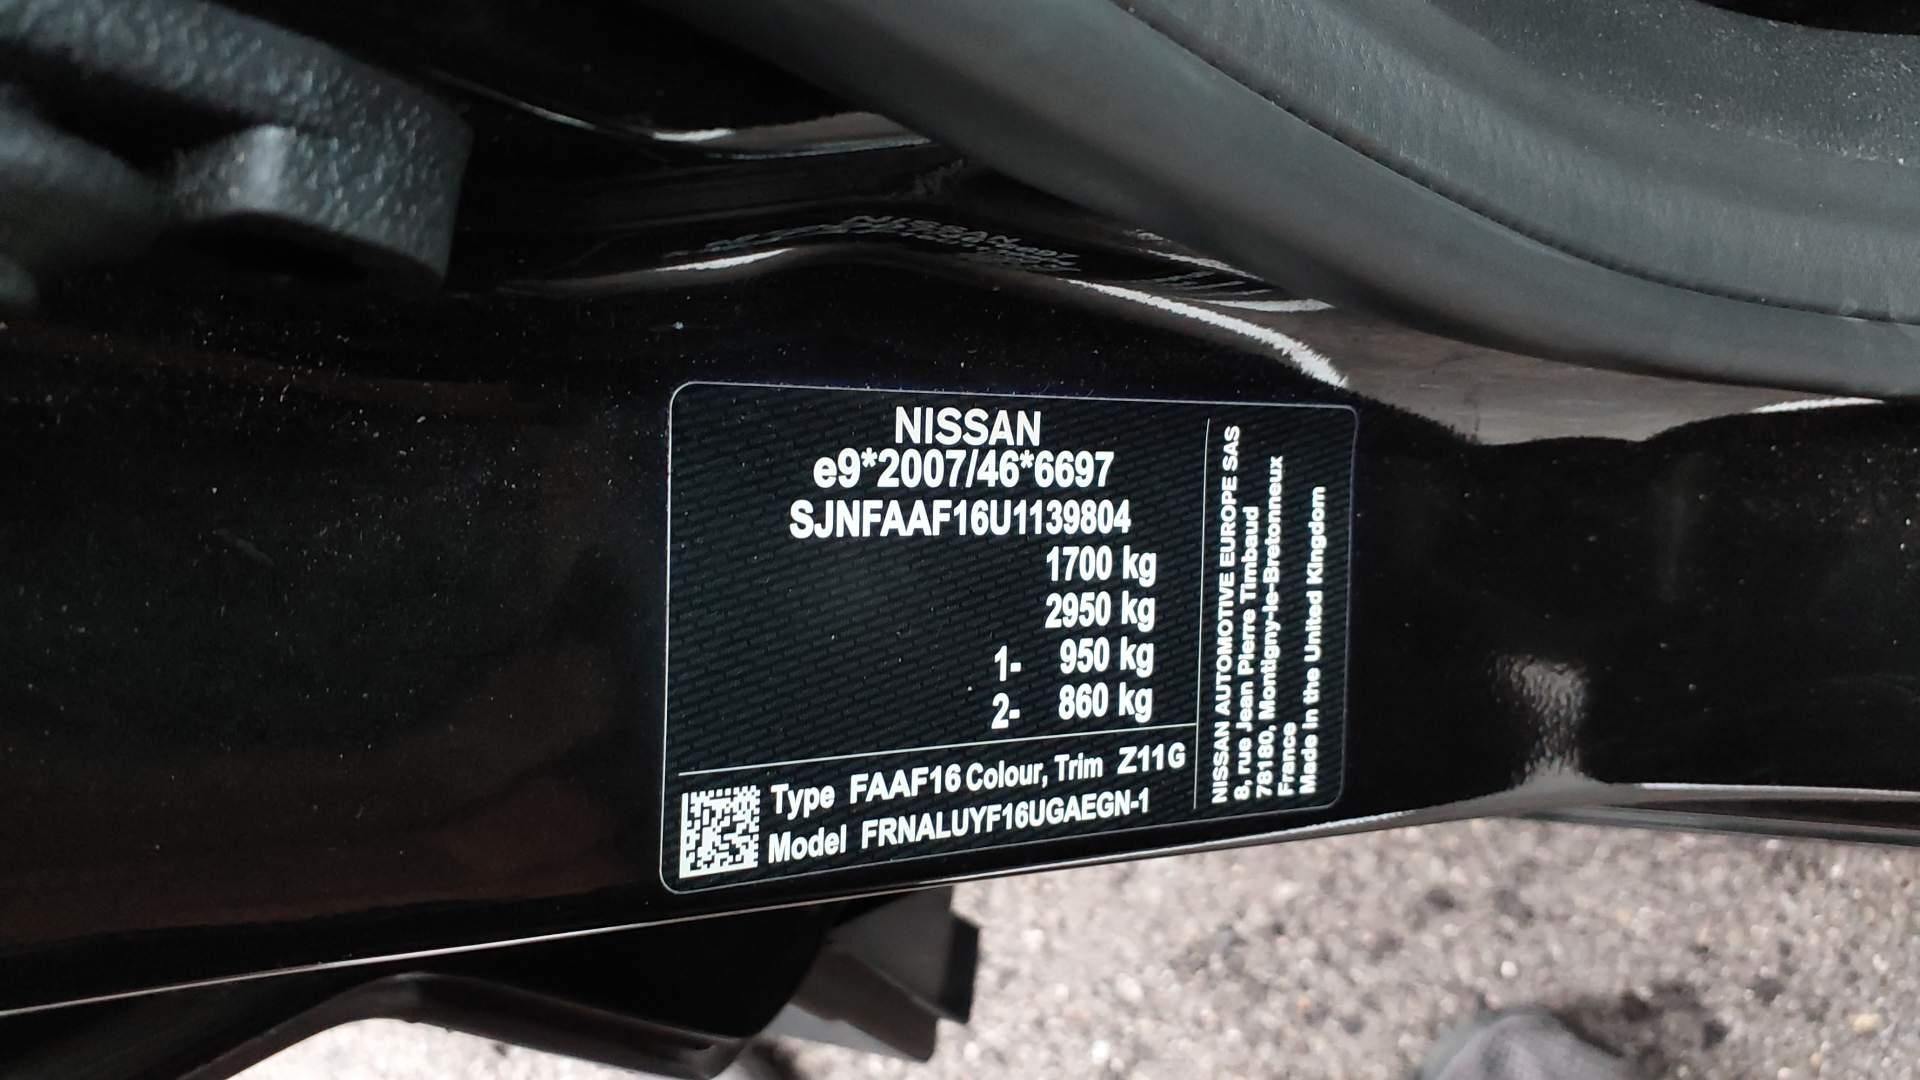 NISSAN
e9*2007/46*6697
SJNFAAF16U1139804
1700 kg
2950 kg
1- 950 kg
2- 860 kg
Type FAAF16 Colour, Trim Z11 G
Model FRNALUYF16UGAEGN-1
NISSAN AUTOMOTIVE EUROPE SAS
8, rue Jean Pierre Timbaud
78180, Montigny-le-Bretonneux
France
Made in the United Kingdom